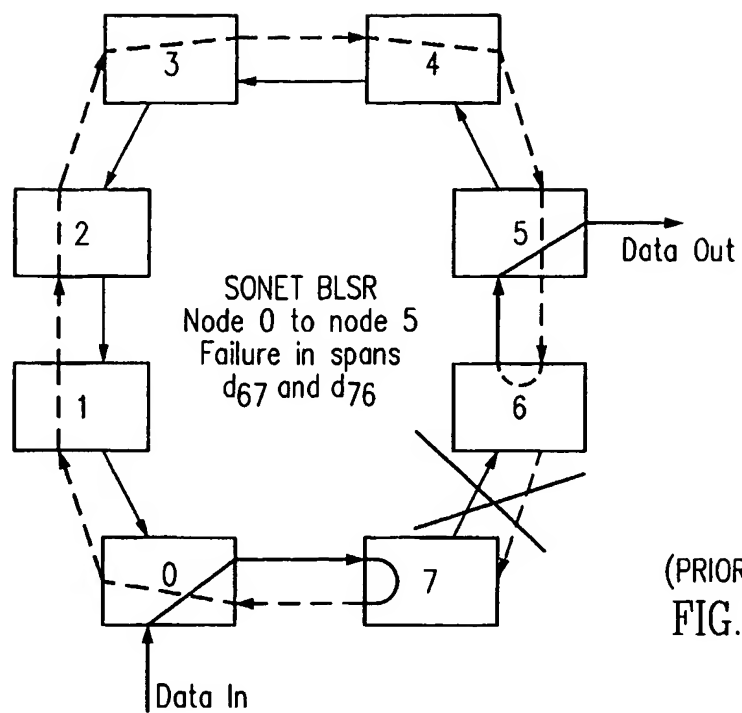 3
4
2
5
Data Out
SONET BLSR
Node 0 to node 5
Failure in spans
d67 and d76
1
6
0
7
(PRIOR
FIG.
Data In